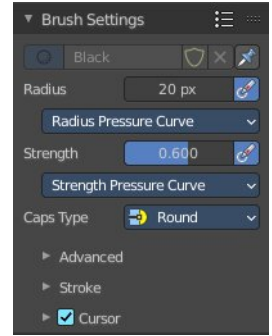 Brush Settings
Black
Radius 20 px
Radius Pressure Curve
Strength 0.600
Strength Pressure Curve
Caps Type Round
Advanced
Stroke
Cursor